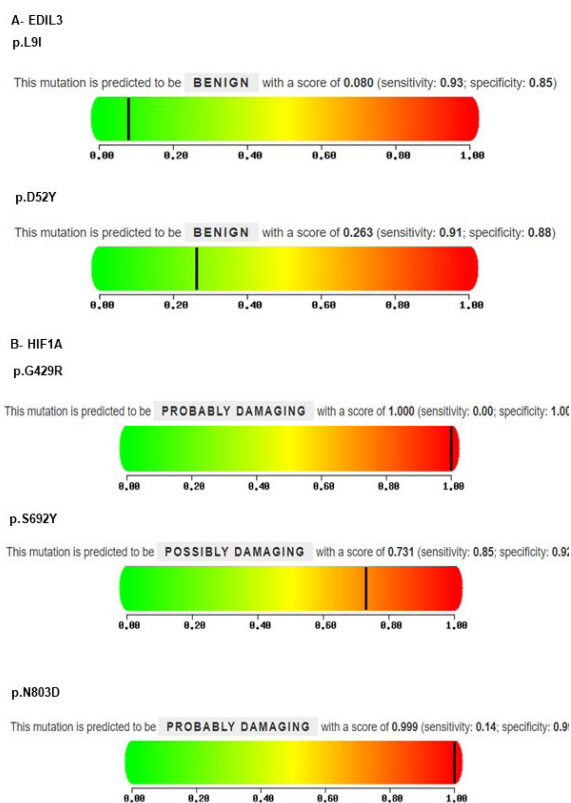 A- EDIL3
p.L9I
This mutation is predicted to be BENIGN with a score of 0.080 (sensitivity: 0.93; specificity: 0.85)
0.00 0.20 0.40 0.60 0.80 1.00
p.D52Y
This mutation is predicted to be BENIGN with a score of 0.263 (sensitivity: 0.91; specificity: 0.88)
0.00 0.20 0.40 0.60 0.80 1.00
B- HIF1A
p.G429R
This mutation is predicted to be PROBABLY DAMAGING with a score of 1.000 (sensitivity: 0.00; specificity: 1.00
0.00 0.20 0.40 0.60 0.80 1.00
p.S692Y
This mutation is predicted to be POSSIBLY DAMAGING with a score of 0.731 (sensitivity: 0.85; specificity: 0.92
0.00 0.20 0.40 0.60 0.80 1.00
p.N803D
This mutation is predicted to be PROBABLY DAMAGING with a score of 0.999 (sensitivity: 0.14; specificity: 0.99
0.00 0.20 0.40 0.60 0.80 1.00